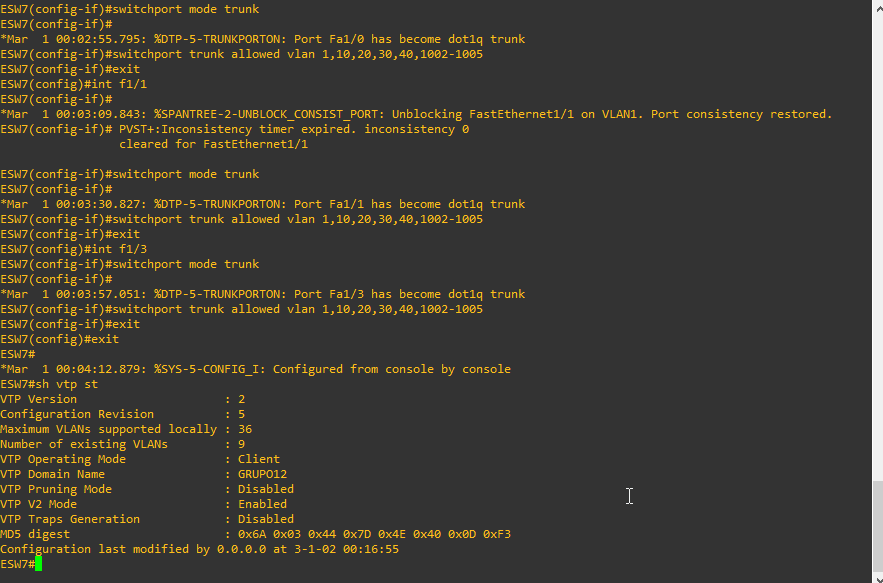 ESW7(config-if)#switchport mode trunk
ESW7(config-if)#
*Mar  1 00:02:55.795: %DTP-5-TRUNKPORTON: Port Fa1/0 has become dot1q trunk
ESW7(config-if)#switchport trunk allowed vlan 1,10,20,30,40,1002-1005
ESW7(config-if)#exit
ESW7(config)#int f1/1
ESW7(config-if)#
*Mar  1 00:03:09.843: %SPANTREE-2-UNBLOCK_CONSIST_PORT: Unblocking FastEthernet1/1 on VLAN1. Port consistency restored.
ESW7(config-if)# PVST+:Inconsistency timer expired. inconsistency 0
                 cleared for FastEthernet1/1
ESW7(config-if)#switchport mode trunk
ESW7(config-if)#
*Mar  1 00:03:30.827: %DTP-5-TRUNKPORTON: Port Fa1/1 has become dot1q trunk
ESW7(config-if)#switchport trunk allowed vlan 1,10,20,30,40,1002-1005
ESW7(config-if)#exit
ESW7(config)#int f1/3
ESW7(config-if)#switchport mode trunk
ESW7(config-if)#
*Mar  1 00:03:57.051: %DTP-5-TRUNKPORTON: Port Fa1/3 has become dot1q trunk
ESW7(config-if)#switchport trunk allowed vlan 1,10,20,30,40,1002-1005
ESW7(config-if)#exit
ESW7(config)#exit
ESW7#
*Mar  1 00:04:12.879: %SYS-5-CONFIG_I: Configured from console by console
ESW7#sh vtp st
VTP Version                     : 2
Configuration Revision          : 5
Maximum VLANs supported locally : 36
Number of existing VLANs        : 9
VTP Operating Mode              : Client
VTP Domain Name                 : GRUPO12
VTP Pruning Mode                : Disabled
VTP V2 Mode                     : Enabled
VTP Traps Generation            : Disabled
MD5 digest                      : 0x6A 0x03 0x44 0x7D 0x4E 0x40 0x0D 0xF3
Configuration last modified by 0.0.0.0 at 3-1-02 00:16:55
ESW7#